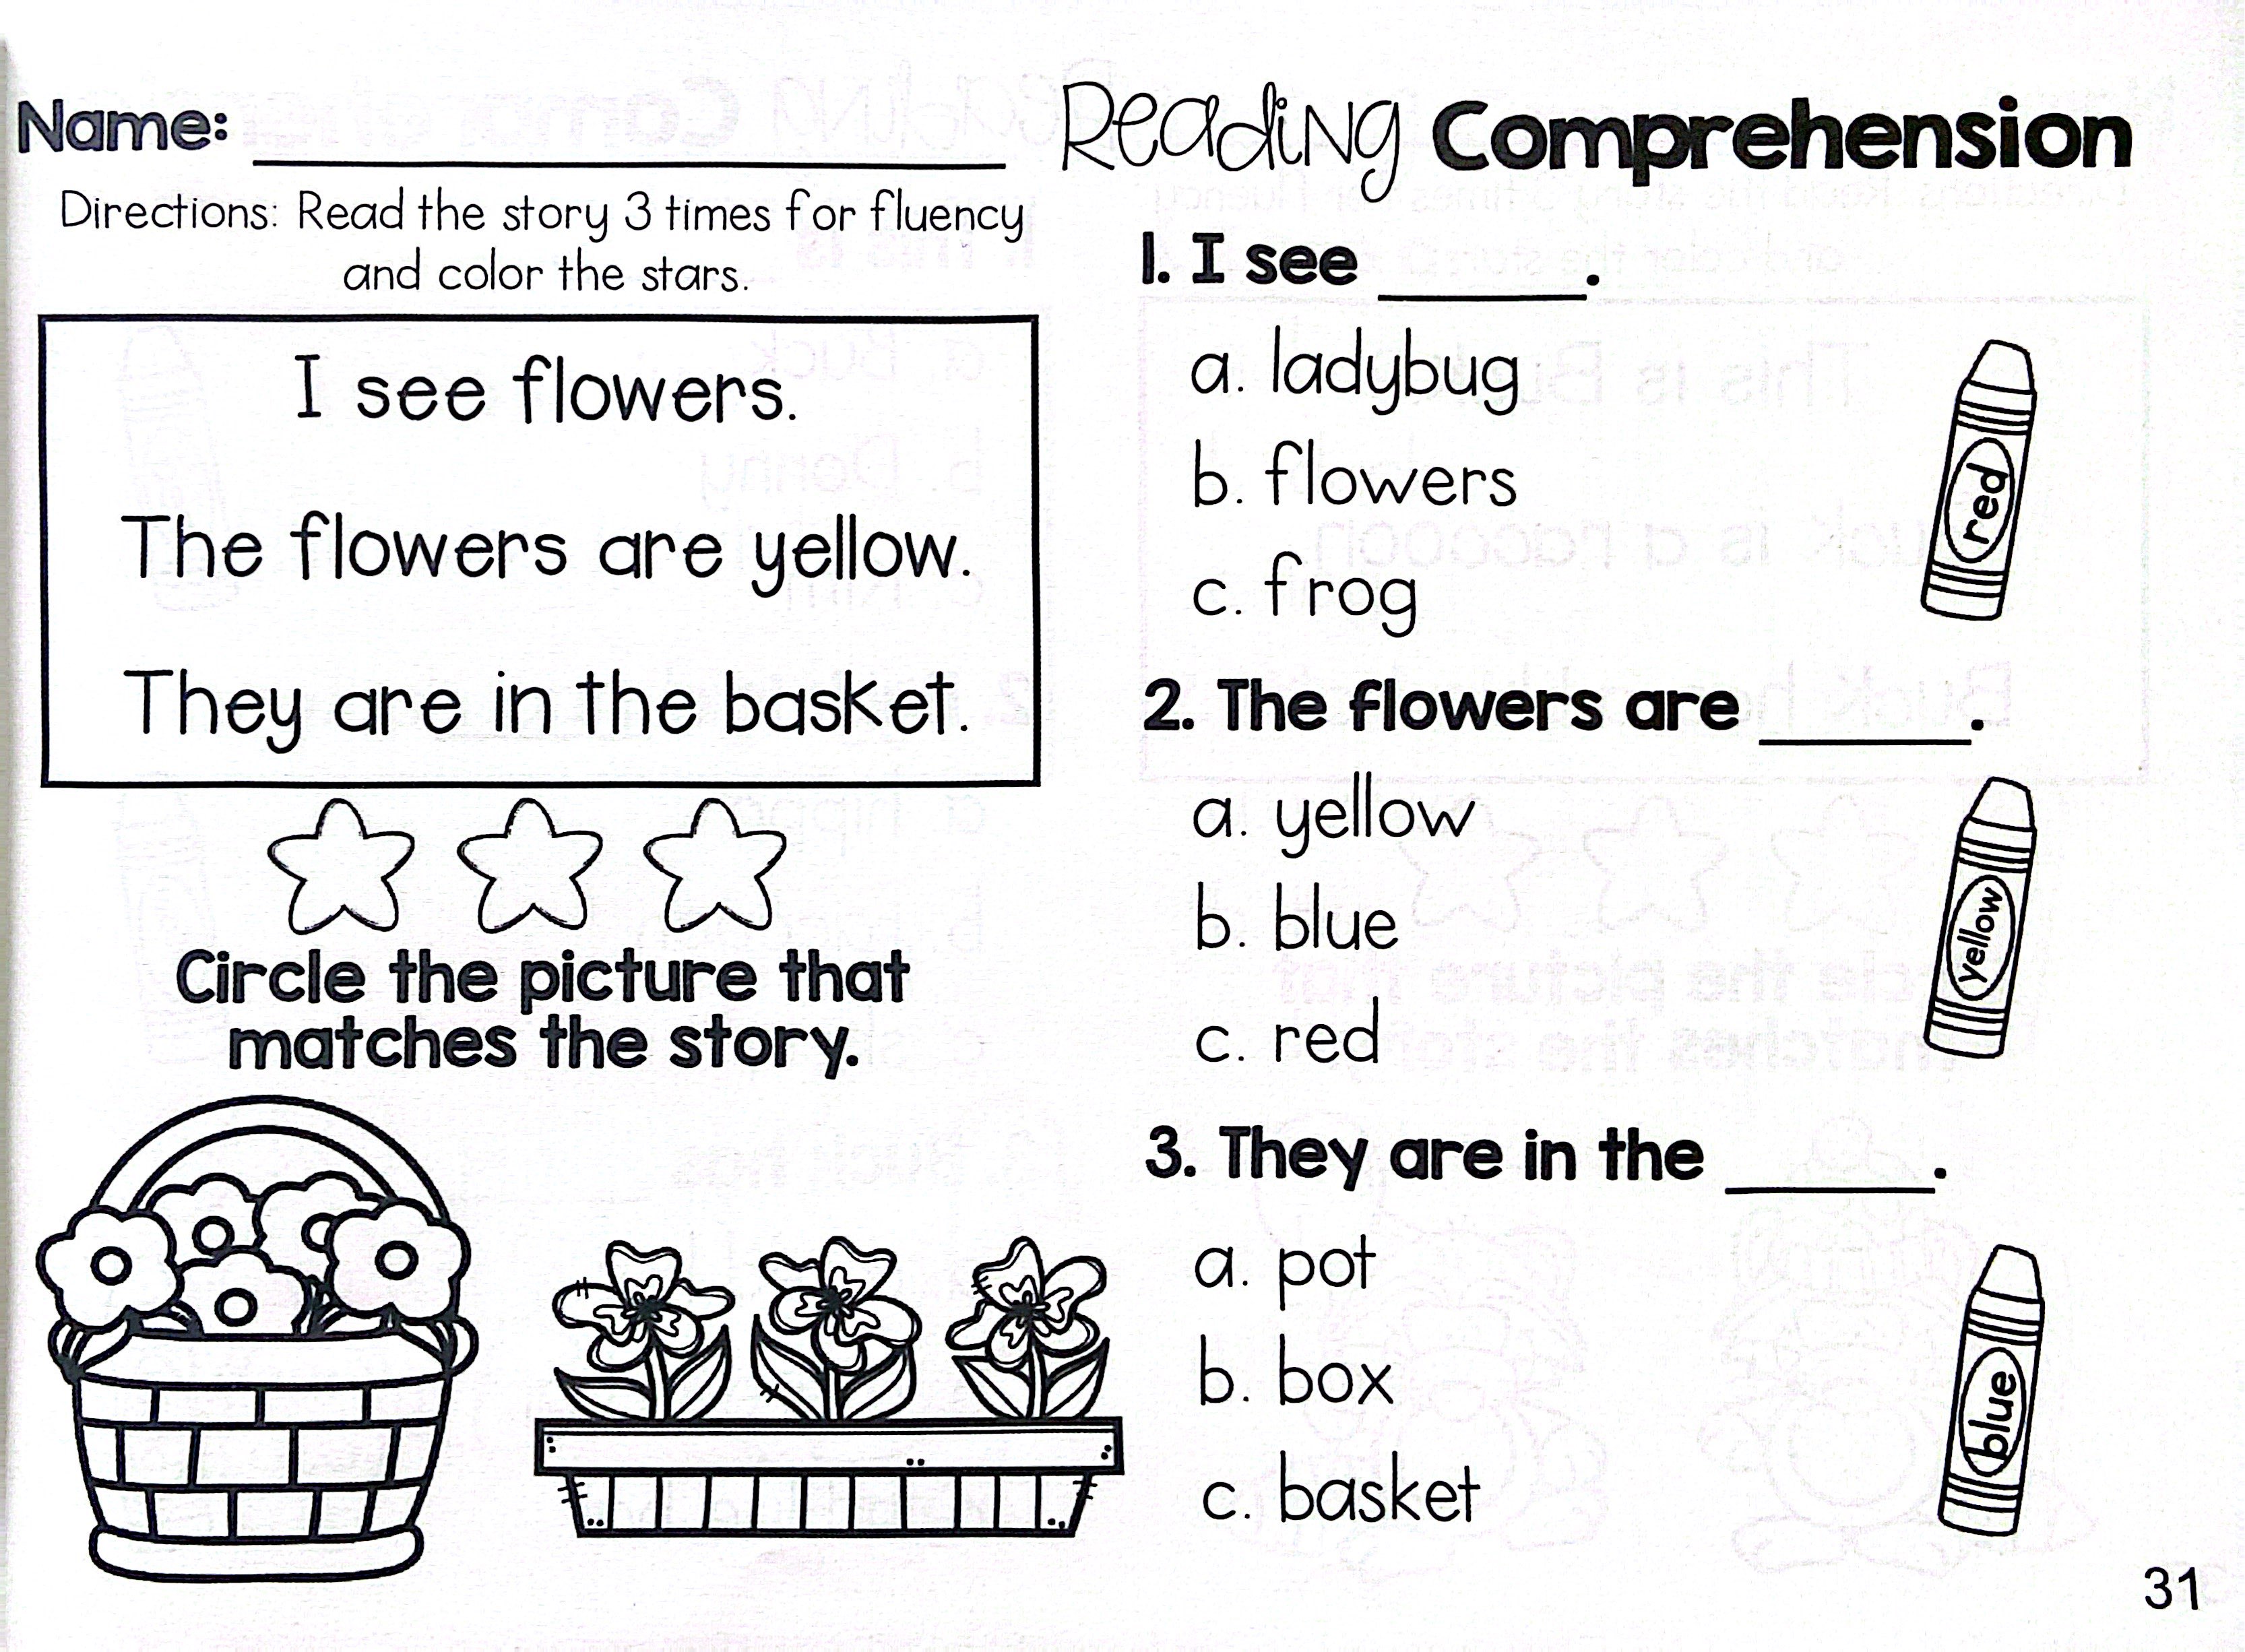 Name:
Directions: Read the story 3 times for fluency
and color the stars.
I see flowers.
The flowers are yellow.
They are in the basket.
Circle the picture that
matches the story.
Reading Comprehension
1. I see ______.
a. ladybug
b. flowers
c. frog
red
2. The flowers are ______.
a. yellow
b. blue
c. red
yellow
3. They are in the ______.
a. pot
b. box
c. basket
blue
31